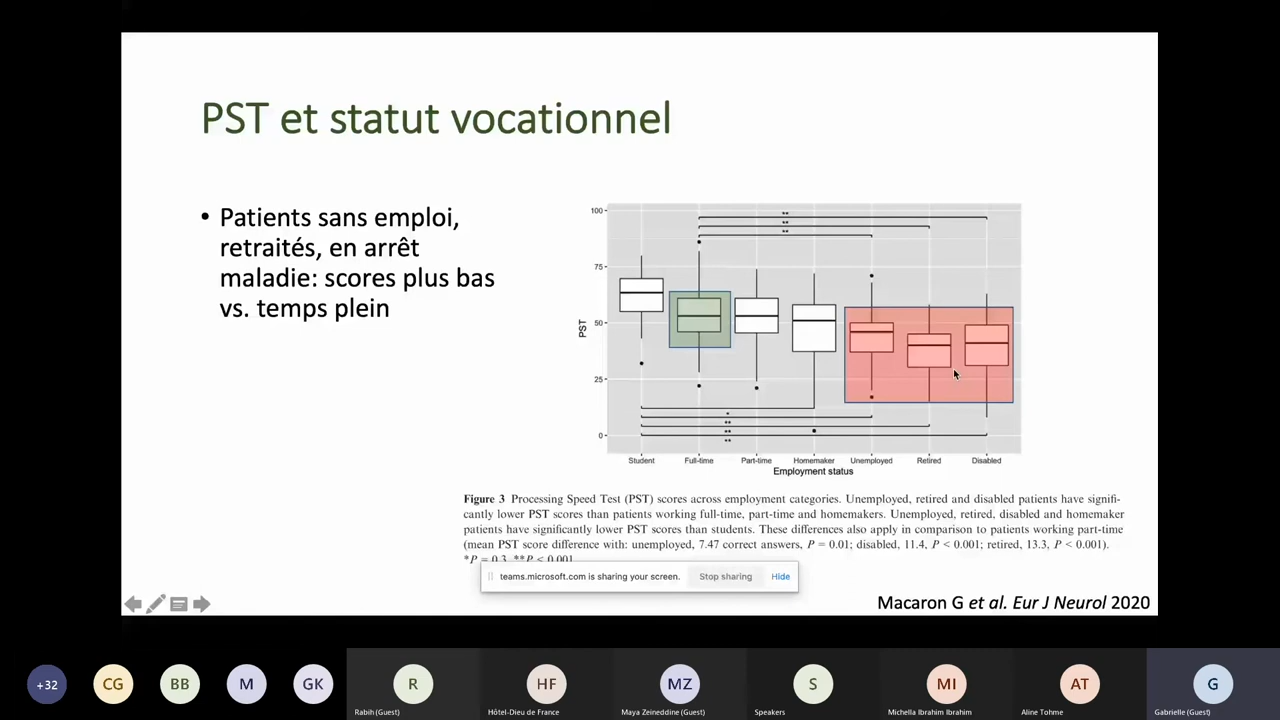 PST et statut vocationnel
• Patients sans emploi,
retraités, en arrêt
maladie: scores plus bas
vs. temps plein
100
75
50
25
0
PST
**
**
**
*
**
**
**
Student Full-time Part-time Homemaker Unemployed Retired Disabled
Employment status
Figure 3 Processing Speed Test (PST) scores across employment categories. Unemployed, retired and disabled patients have signifi-
cantly lower PST scores than patients working full-time, part-time and homemakers. Unemployed, retired, disabled and homemaker
patients have significantly lower PST scores than students. These differences also apply in comparison to patients working part-time
(mean PST score difference with: unemployed, 7.47 correct answers, P = 0.01; disabled, 11.4, P < 0.001; retired, 13.3, P < 0.001).
*P = 0.3, **P < 0.001
teams.microsoft.com is sharing your screen. Stop sharing Hide
Macaron G et al. Eur J Neurol 2020
+32 CG BB M GK R HF MZ S MI AT G
Rabih (Guest) Hôtel-Dieu de France Maya Zeineddine (Guest) Speakers Michella Ibrahim Ibrahim Aline Tohme Gabrielle (Guest)